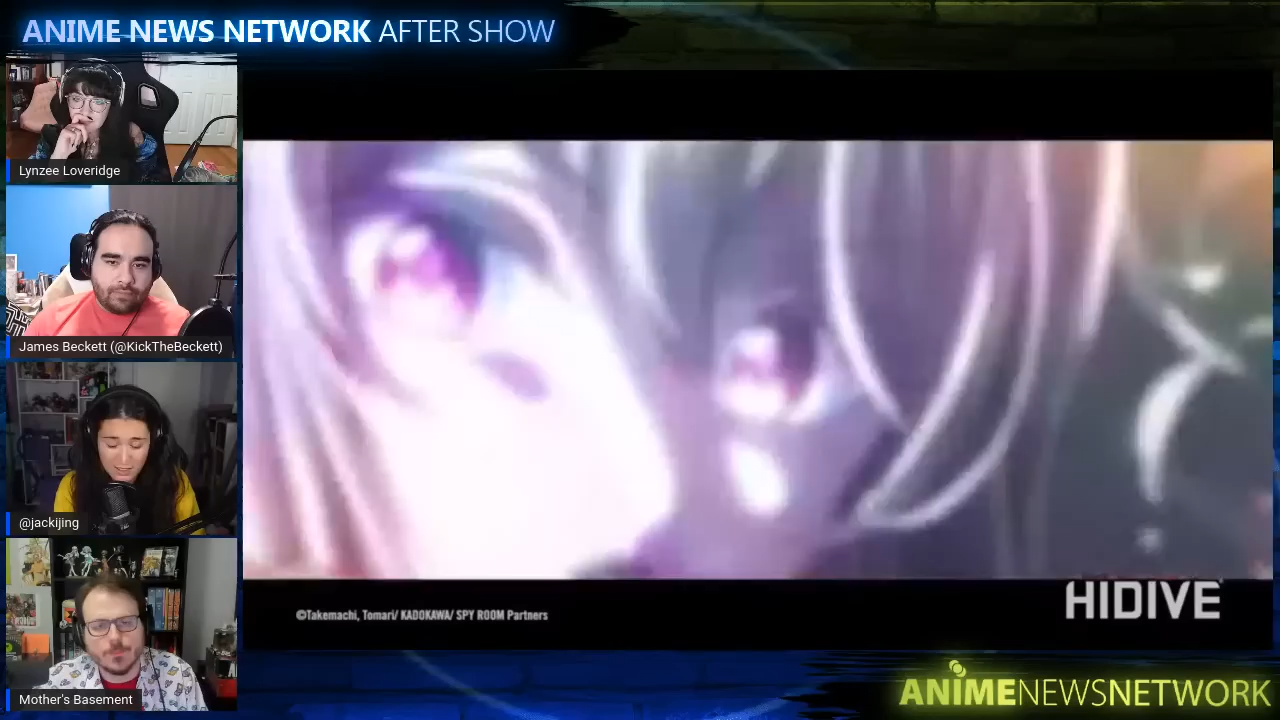 ANIME NEWS NETWORK AFTER SHOW
Lynzee Loveridge
James Beckett (@KickTheBeckett)
@jackijing
Mother's Basement
©Takemachi, Tomari/ KADOKAWA/ SPY ROOM Partners
HIDIVE
ANIMENEWSNETWORK